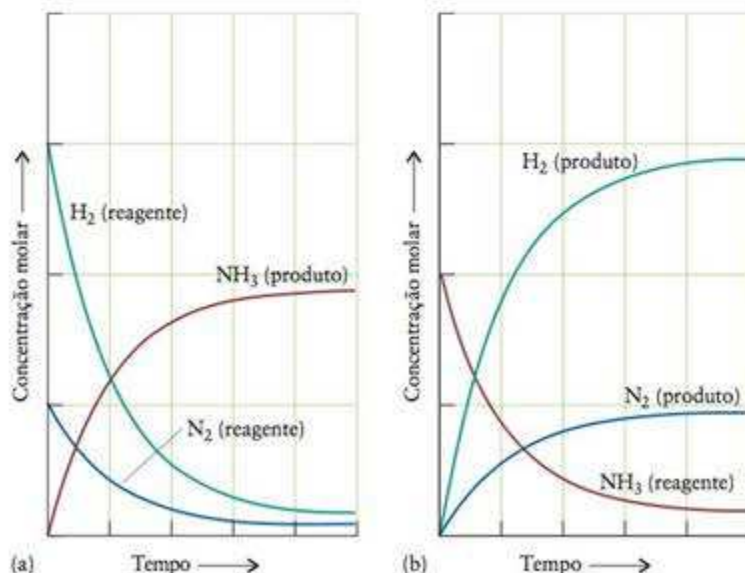 Concentração molar
H₂ (reagente)
NH₃ (produto)
N₂ (reagente)
(a)
Tempo
Concentração molar
H₂ (produto)
N₂ (produto)
NH₃ (reagente)
(b)
Tempo